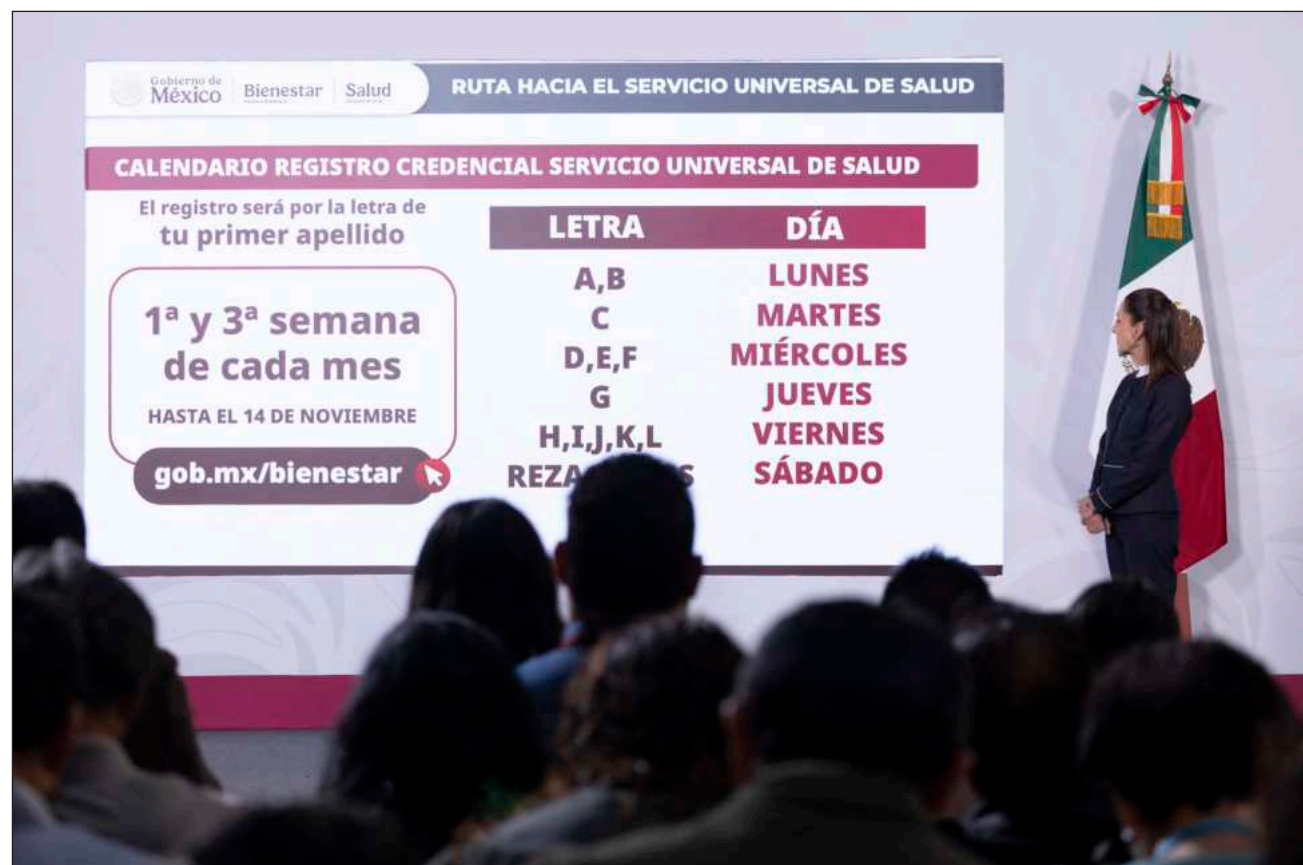 Gobierno de
México
Bienestar
Salud
RUTA HACIA EL SERVICIO UNIVERSAL DE SALUD
CALENDARIO REGISTRO CREDENCIAL SERVICIO UNIVERSAL DE SALUD
El registro será por la letra de
tu primer apellido
1ª y 3ª semana
de cada mes
HASTA EL 14 DE NOVIEMBRE
gob.mx/bienestar
LETRA DÍA
A,B LUNES
C MARTES
D,E,F MIÉRCOLES
G JUEVES
H,I,J,K,L VIERNES
SÁBADO